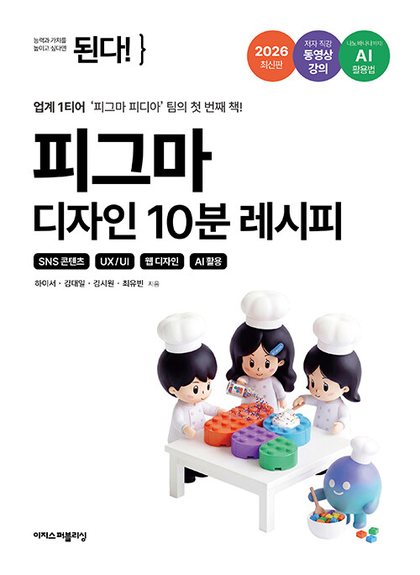 능력과 가치를
높이고 싶다면
된다! }
2026
최신판
저자 직강
동영상
강의
나노 바나나까지!
AI
활용법
업계 1티어 ‘피그마 피디아’ 팀의 첫 번째 책!
피그마
디자인 10분 레시피
SNS 콘텐츠 UX/UI 웹 디자인 AI 활용
하이서 · 김대일 · 김시원 · 최유빈 지음
이지스 퍼블리싱